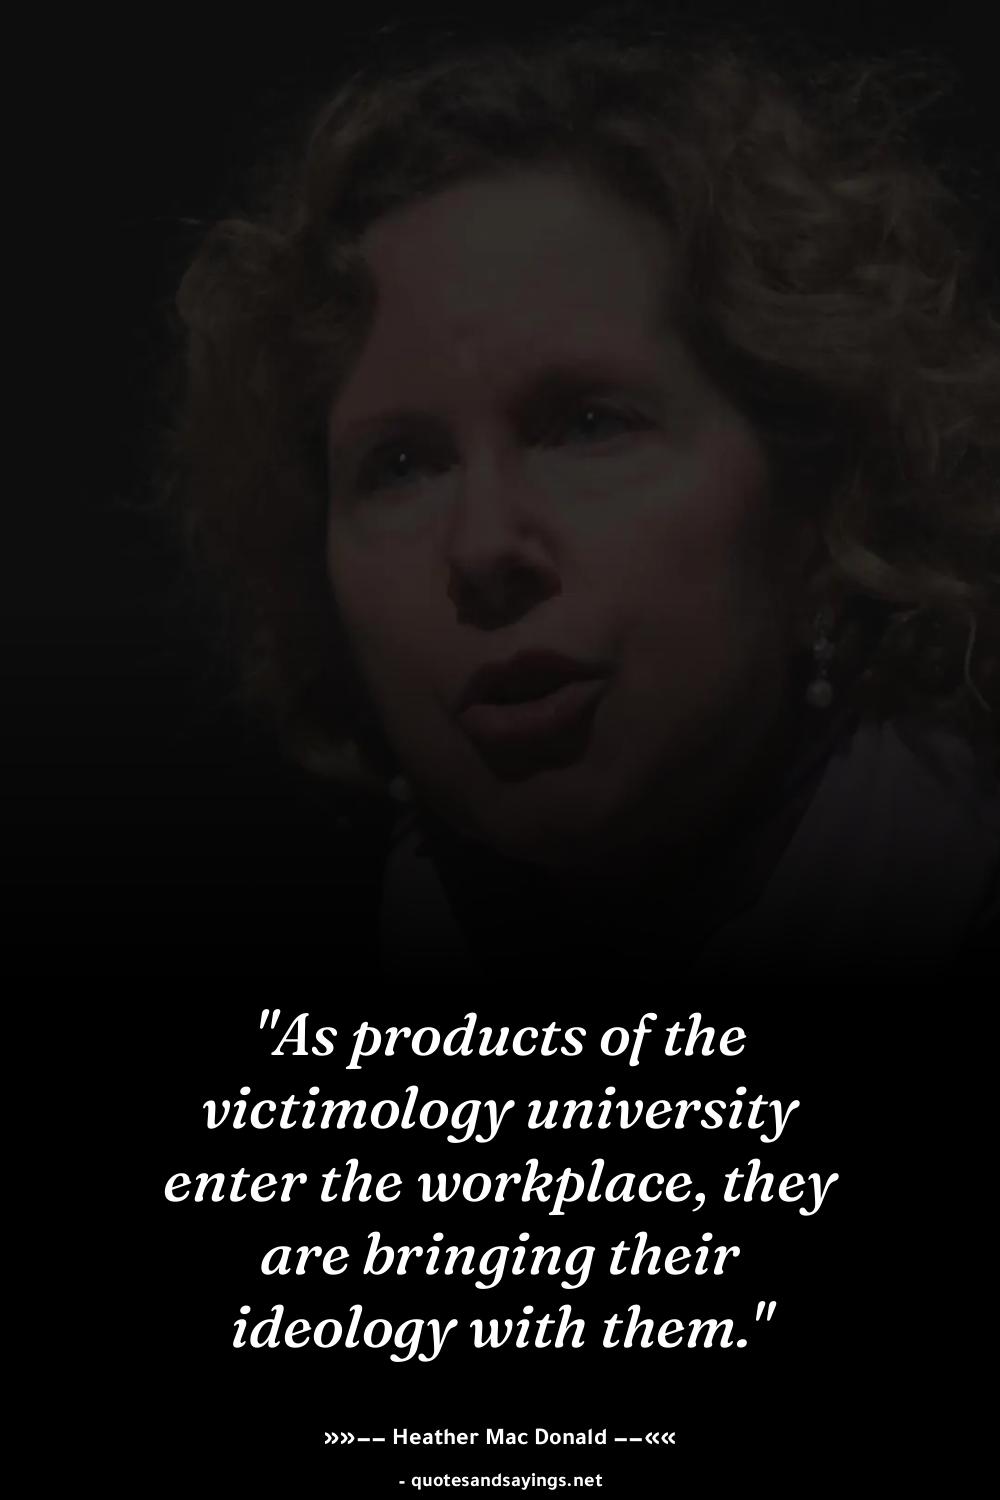 "As products of the
victimology university
enter the workplace, they
are bringing their
ideology with them."
»»−− Heather Mac Donald −−««
- quotesandsayings.net